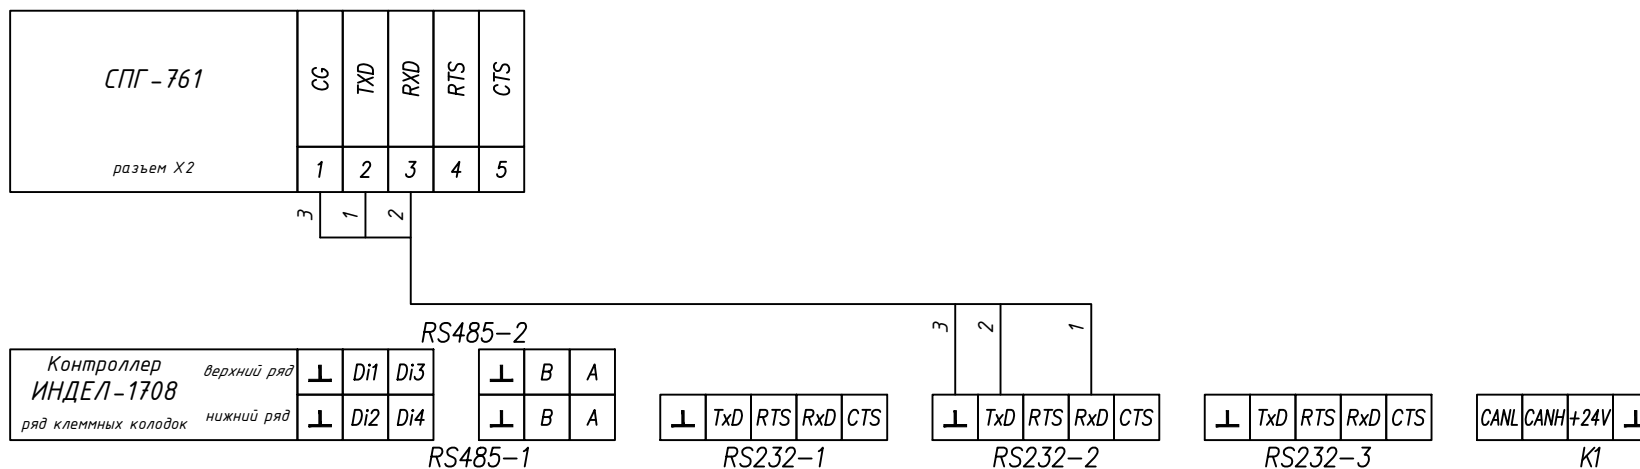 СПГ-761
CG
TXD
RXD
RTS
CTS
разъем X2
1
2
3
4
5
3
1
2
3
2
1
RS485-2
Контроллер
ИНДЕЛ-1708
ряд клеммных колодок
верхний ряд
⊥ Di1 Di3
⊥ B A
нижний ряд
⊥ Di2 Di4
⊥ B A
RS485-1
⊥ TxD RTS RxD CTS
RS232-1
⊥ TxD RTS RxD CTS
RS232-2
⊥ TxD RTS RxD CTS
RS232-3
CANL CANH +24V ⊥
K1